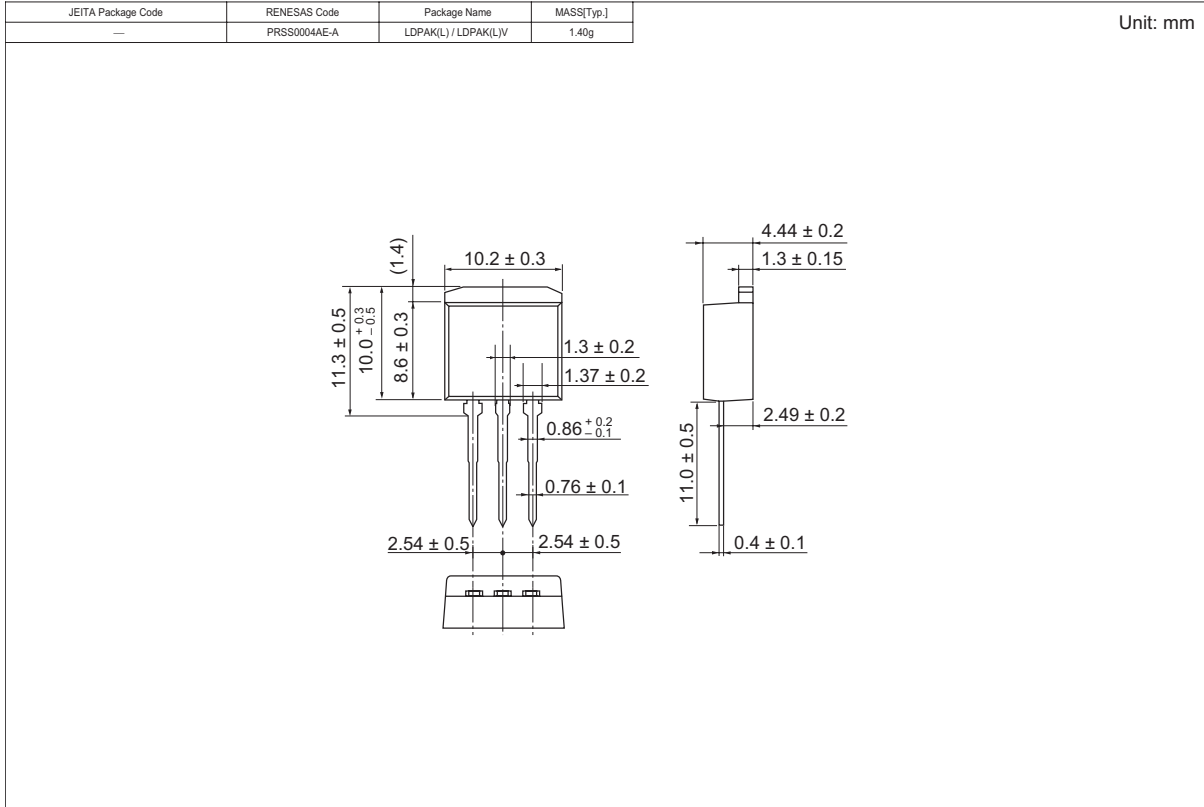 JEITA Package Code RENESAS Code Package Name MASS[Typ.]
— PRSS0004AE-A LDPAK(L) / LDPAK(L)V 1.40g
Unit: mm
4.44 ± 0.2
10.2 ± 0.3
1.3 ± 0.15
(1.4)
11.3 ± 0.5
10.0 + 0.3 − 0.5
8.6 ± 0.3
1.3 ± 0.2
1.37 ± 0.2
0.86 + 0.2 − 0.1
2.49 ± 0.2
11.0 ± 0.5
0.76 ± 0.1
2.54 ± 0.5 2.54 ± 0.5
0.4 ± 0.1